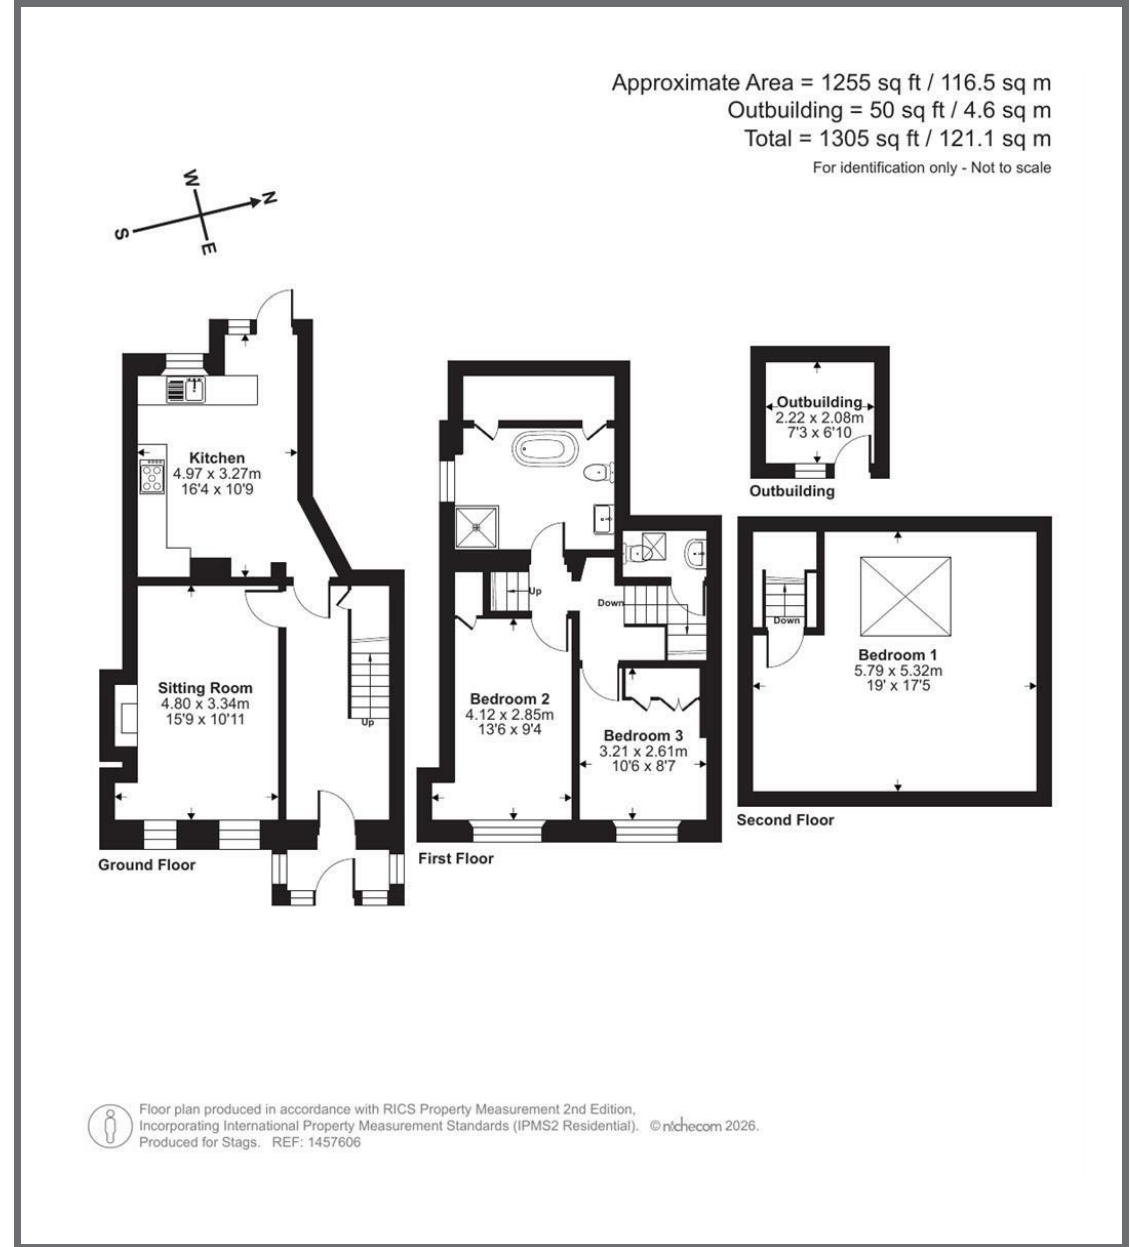 Approximate Area = 1255 sq ft / 116.5 sq m
Outbuilding = 50 sq ft / 4.6 sq m
Total = 1305 sq ft / 121.1 sq m
For identification only - Not to scale
W
N
S
E
Kitchen
4.97 x 3.27m
16'4 x 10'9
Sitting Room
4.80 x 3.34m
15'9 x 10'11
Up
Ground Floor
Up
Down
Bedroom 2
4.12 x 2.85m
13'6 x 9'4
Bedroom 3
3.21 x 2.61m
10'6 x 8'7
First Floor
Outbuilding
2.22 x 2.08m
7'3 x 6'10
Outbuilding
Down
Bedroom 1
5.79 x 5.32m
19' x 17'5
Second Floor
Floor plan produced in accordance with RICS Property Measurement 2nd Edition,
Incorporating International Property Measurement Standards (IPMS2 Residential). © nichecom 2026.
Produced for Stags. REF: 1457606